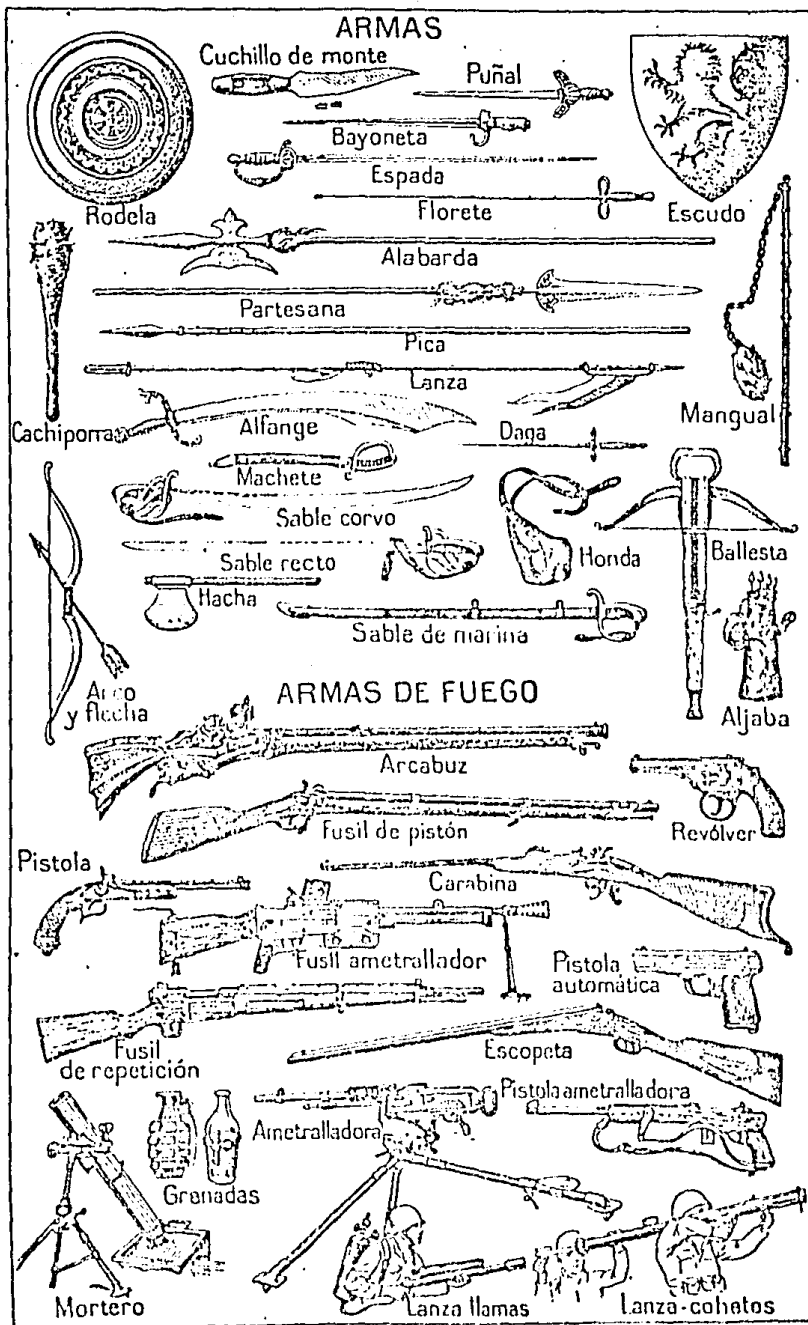 ARMAS
Cuchillo de monte
Puñal
Bayoneta
Espada
Rodela
Florete
Escudo
Alabarda
Partesana
Pica
Lanza
Cachiporra
Alfange
Daga
Mangual
Machete
Sable corvo
Sable recto
Honda
Ballesta
Hacha
Sable de marina
Arco
y flecha
Aljaba
ARMAS DE FUEGO
Arcabuz
Fusil de pistón
Revólver
Pistola
Carabina
Fusil ametrallador
Pistola
automática
Fusil
de repetición
Escopeta
Ametralladora
Pistola ametralladora
Granadas
Mortero
Lanza llamas
Lanza-cohetes